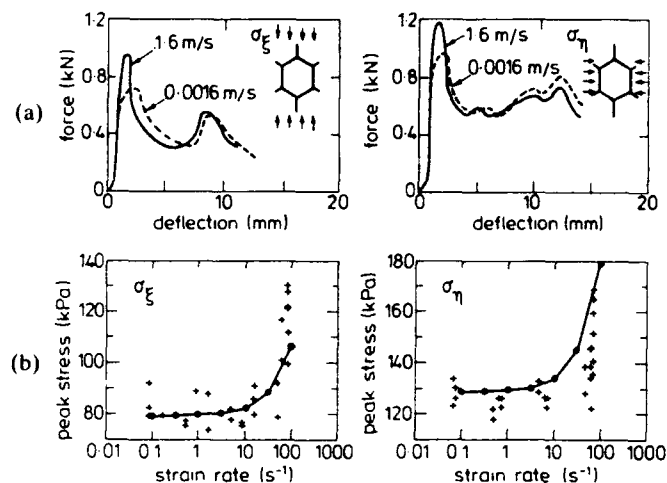 (a)
force (kN)
1.2
0.8
0.4
0
1.6 m/s
0.0016 m/s
σξ
0
10
20
deflection (mm)
force (kN)
1.2
0.8
0.4
0
1.6 m/s
0.0016 m/s
ση
0
5
10
15
20
deflection (mm)
(b)
peak stress (kPa)
140
120
100
80
σξ
0.01
0.1
1
10
100
1000
strain rate (s⁻¹)
peak stress (kPa)
180
160
140
120
ση
0.01
0.1
1
10
100
1000
strain rate (s⁻¹)